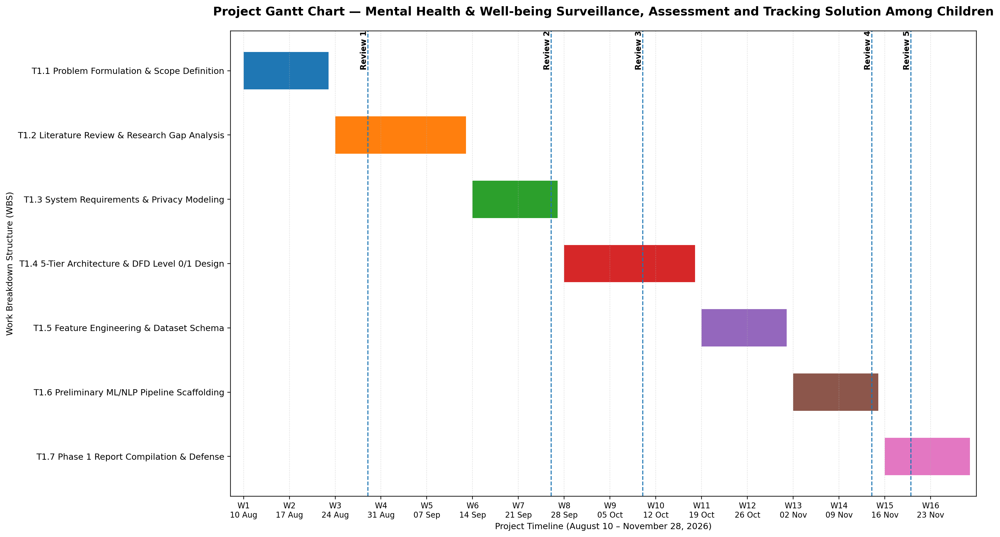 Project Gantt Chart — Mental Health & Well-being Surveillance, Assessment and Tracking Solution Among Children
Review 1
Review 2
Review 3
Review 4
Review 5
Work Breakdown Structure (WBS)
T1.1 Problem Formulation & Scope Definition
T1.2 Literature Review & Research Gap Analysis
T1.3 System Requirements & Privacy Modeling
T1.4 5-Tier Architecture & DFD Level 0/1 Design
T1.5 Feature Engineering & Dataset Schema
T1.6 Preliminary ML/NLP Pipeline Scaffolding
T1.7 Phase 1 Report Compilation & Defense
W1 W2 W3 W4 W5 W6 W7 W8 W9 W10 W11 W12 W13 W14 W15 W16
10 Aug 17 Aug 24 Aug 31 Aug 07 Sep 14 Sep 21 Sep 28 Sep 05 Oct 12 Oct 19 Oct 26 Oct 02 Nov 09 Nov 16 Nov 23 Nov
Project Timeline (August 10 – November 28, 2026)